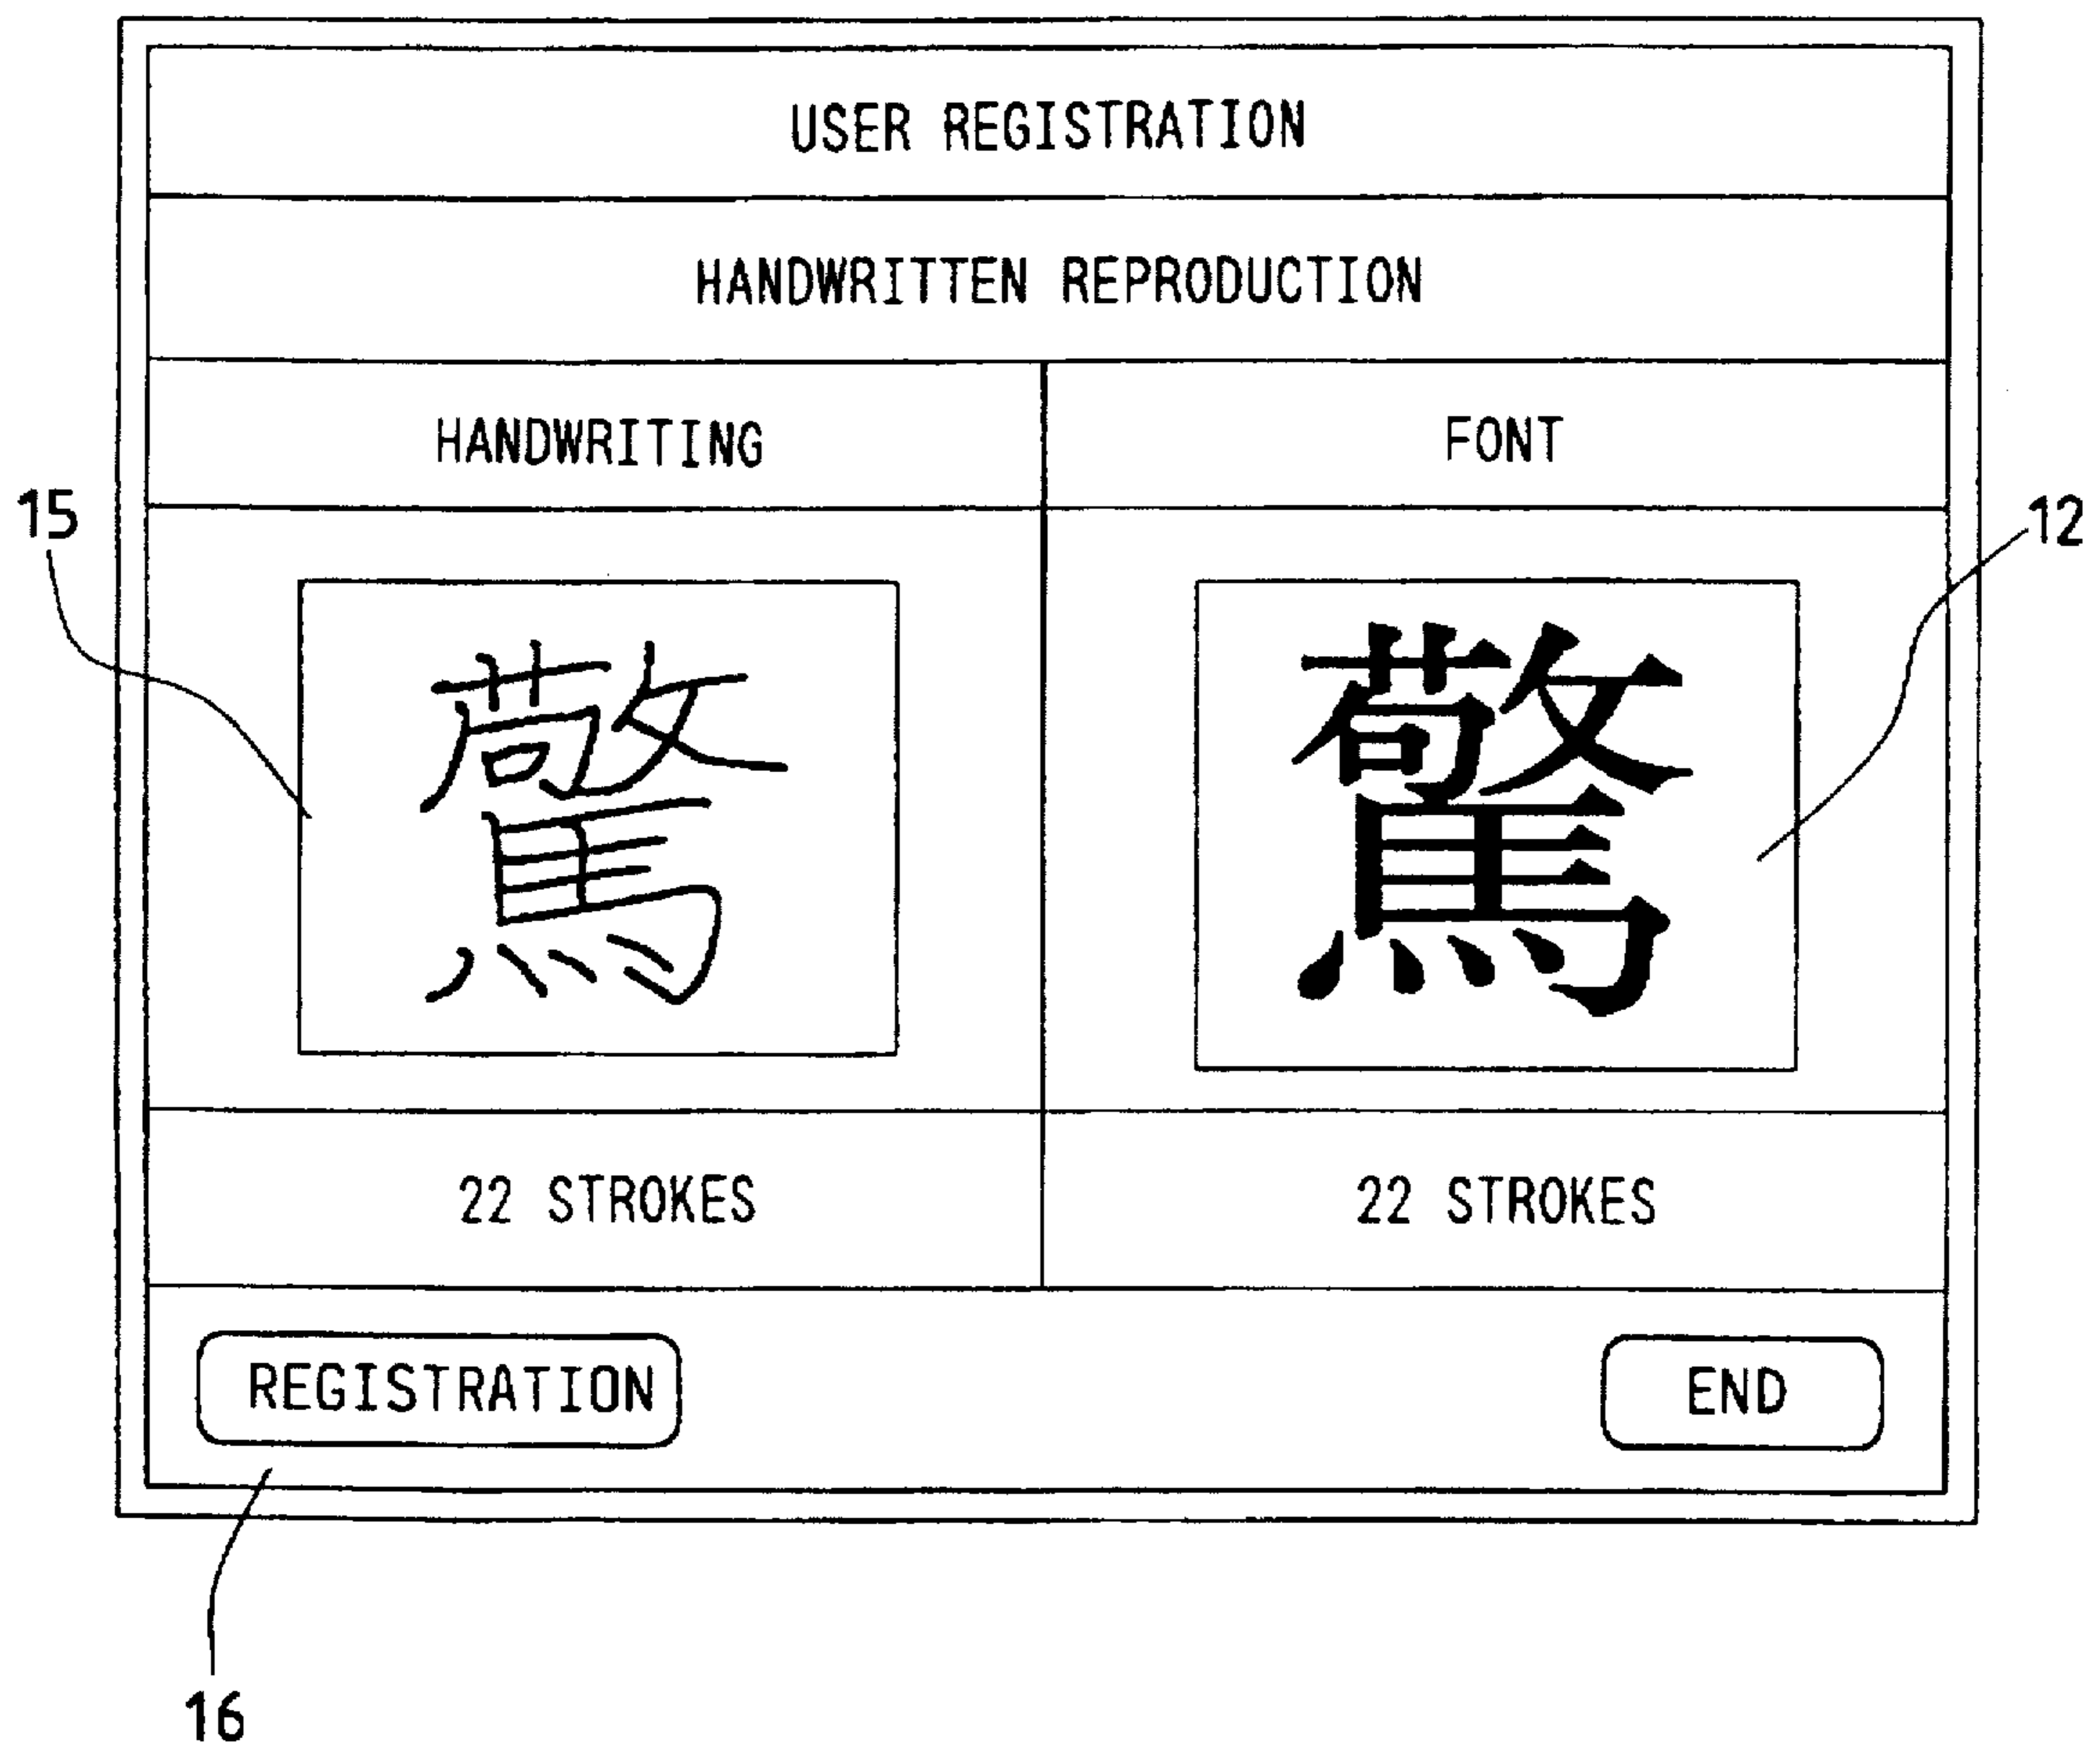 USER REGISTRATION
HANDWRITTEN REPRODUCTION
HANDWRITING FONT
15 12
驚 驚
22 STROKES 22 STROKES
REGISTRATION END
16